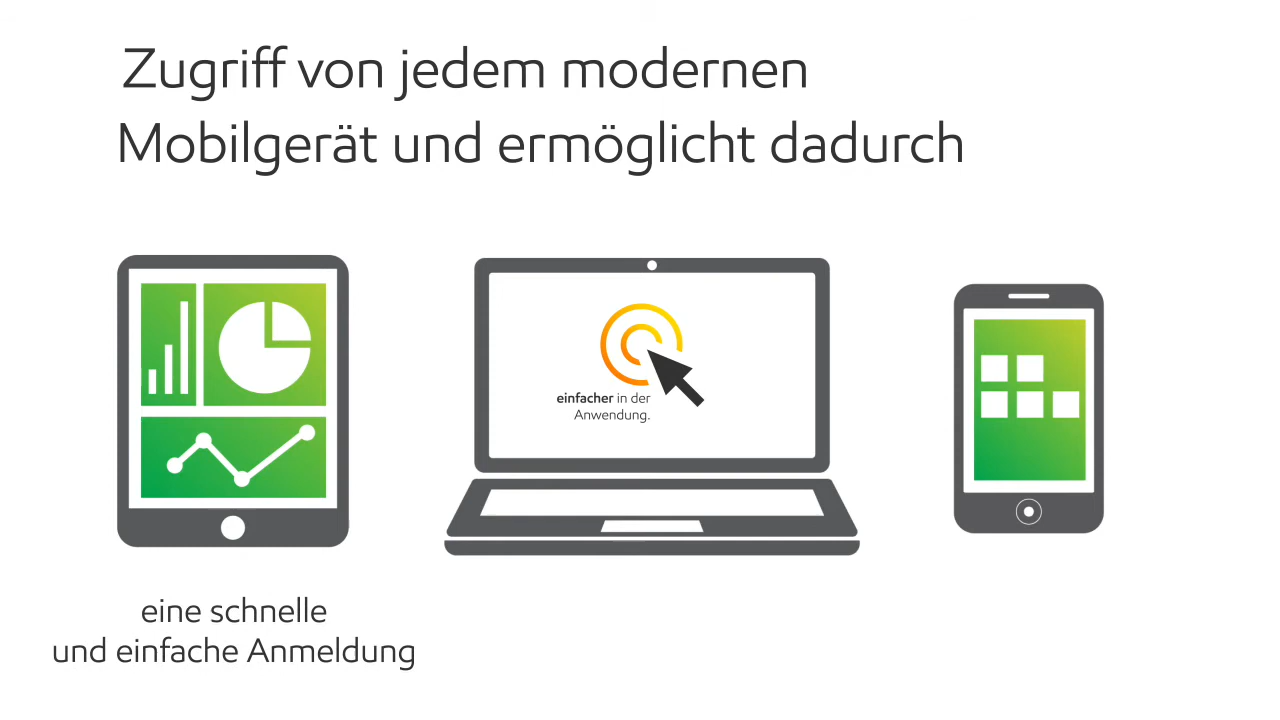 Zugriff von jedem modernen
Mobilgerät und ermöglicht dadurch
einfacher in der
Anwendung.
eine schnelle
und einfache Anmeldung